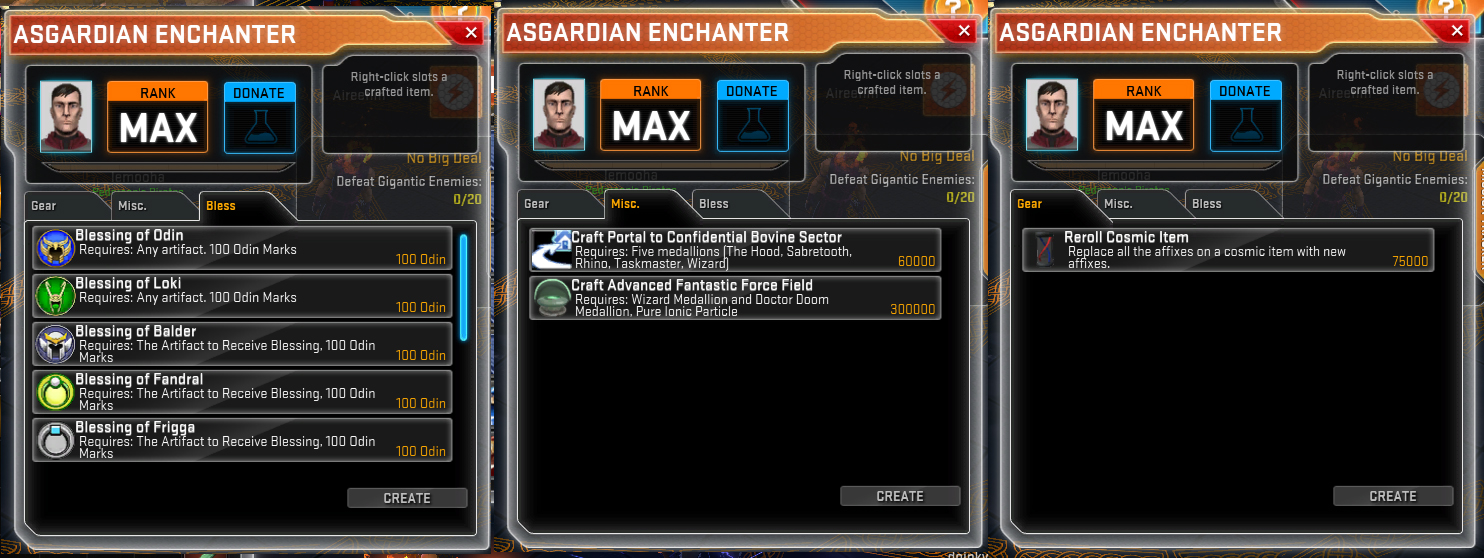 ASGARDIAN ENCHANTER
RANK
MAX
DONATE
Right-click slots a
crafted item.
No Big Deal
Defeat Gigantic Enemies:
0/20
Gear
Misc.
Bless
Blessing of Odin
Requires: Any artifact. 100 Odin Marks
100 Odin
Blessing of Loki
Requires: Any artifact. 100 Odin Marks
100 Odin
Blessing of Balder
Requires: The Artifact to Receive Blessing, 100 Odin
Marks
100 Odin
Blessing of Fandral
Requires: The Artifact to Receive Blessing, 100 Odin
Marks
100 Odin
Blessing of Frigga
Requires: The Artifact to Receive Blessing, 100 Odin
Marks
100 Odin
CREATE
ASGARDIAN ENCHANTER
RANK
MAX
DONATE
Right-click slots a
crafted item.
No Big Deal
Defeat Gigantic Enemies:
0/20
Gear
Misc.
Bless
Craft Portal to Confidential Bovine Sector
Requires: Five medallions [The Hood, Sabretooth,
Rhino, Taskmaster, Wizard]
60000
Craft Advanced Fantastic Force Field
Requires: Wizard Medallion and Doctor Doom
Medallion, Pure Ionic Particle
300000
CREATE
ASGARDIAN ENCHANTER
RANK
MAX
DONATE
Right-click slots a
crafted item.
No Big Deal
Defeat Gigantic Enemies:
0/20
Gear
Misc.
Bless
Reroll Cosmic Item
Replace all the affixes on a cosmic item with new
affixes.
75000
CREATE